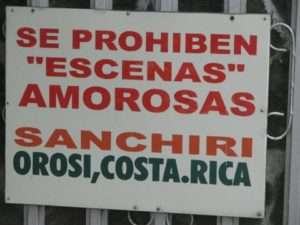 SE PROHIBEN
"ESCENAS"
AMOROSAS
SANCHIRI
OROSI,COSTA.RICA